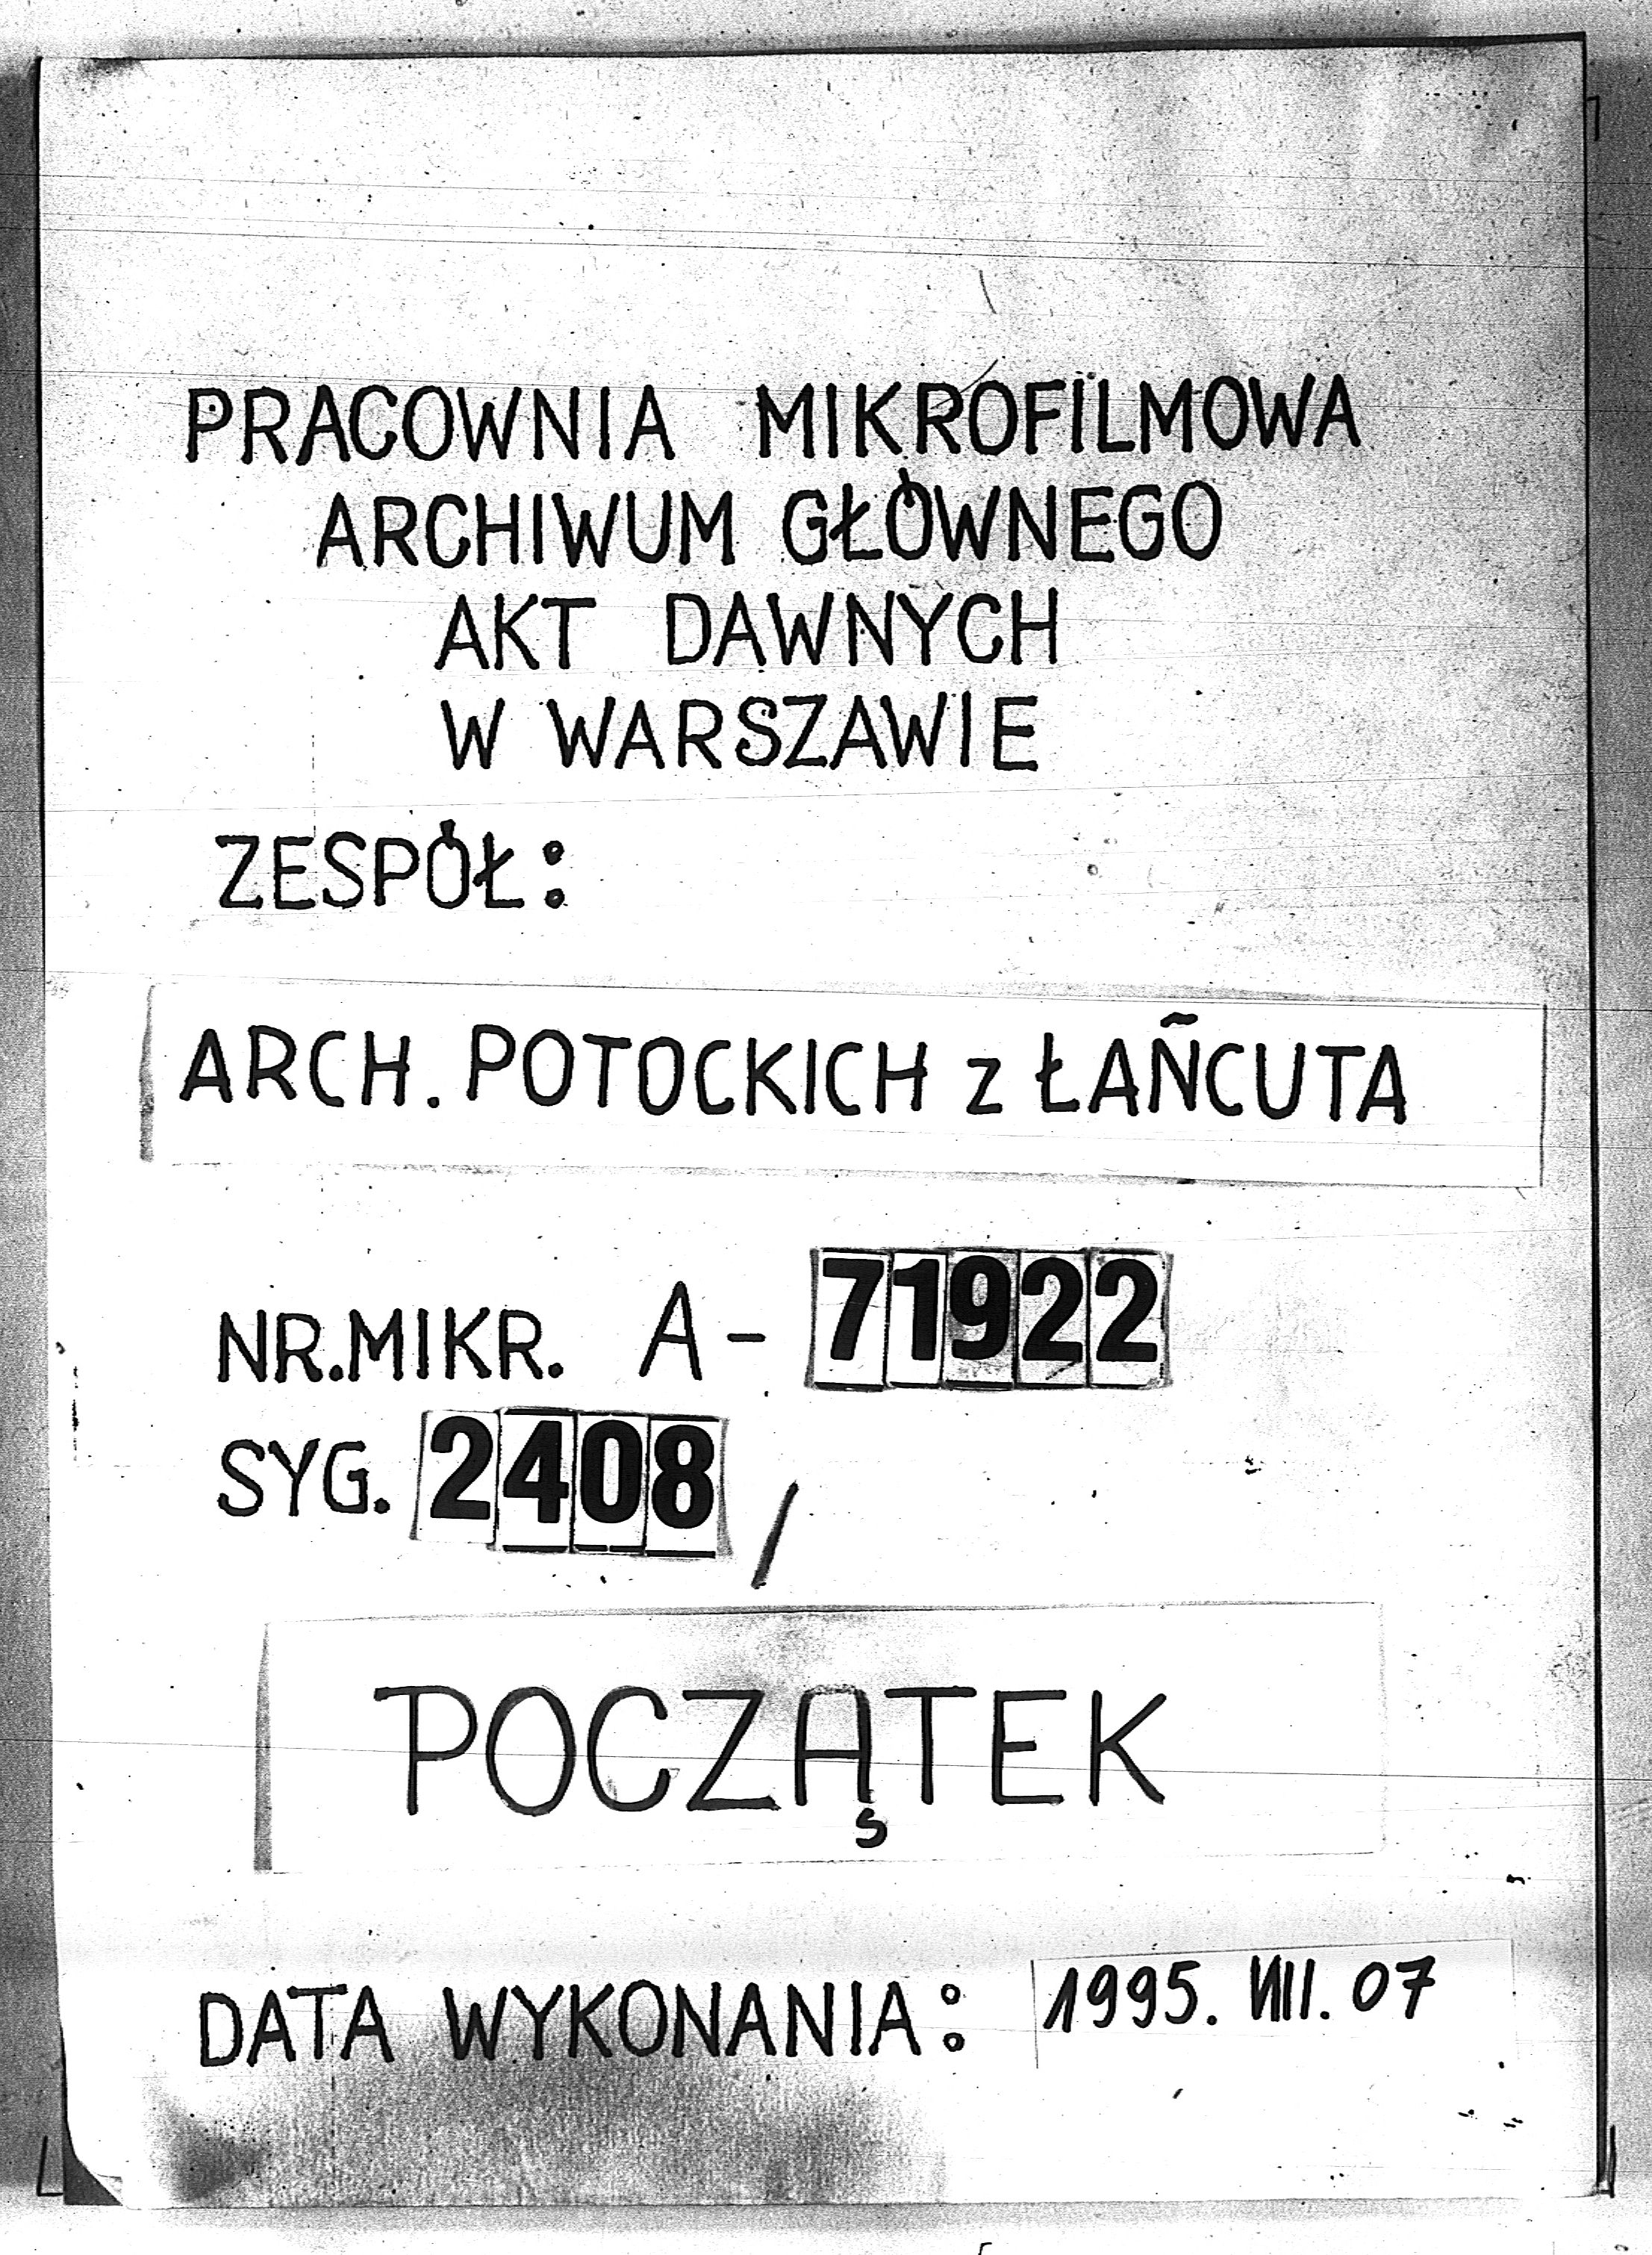 PRACOWNIA MIKROFILMOWA
ARCHIWUM GŁÓWNEGO
AKT DAWNYCH
W WARSZAWIE
ZESPÓŁ:
ARCH. POTOCKICH z ŁAŃCUTA
NR.MIKR. A- 71922
SYG. 2408 /
POCZĄTEK
DATA WYKONANIA: 1995. VIII. 07